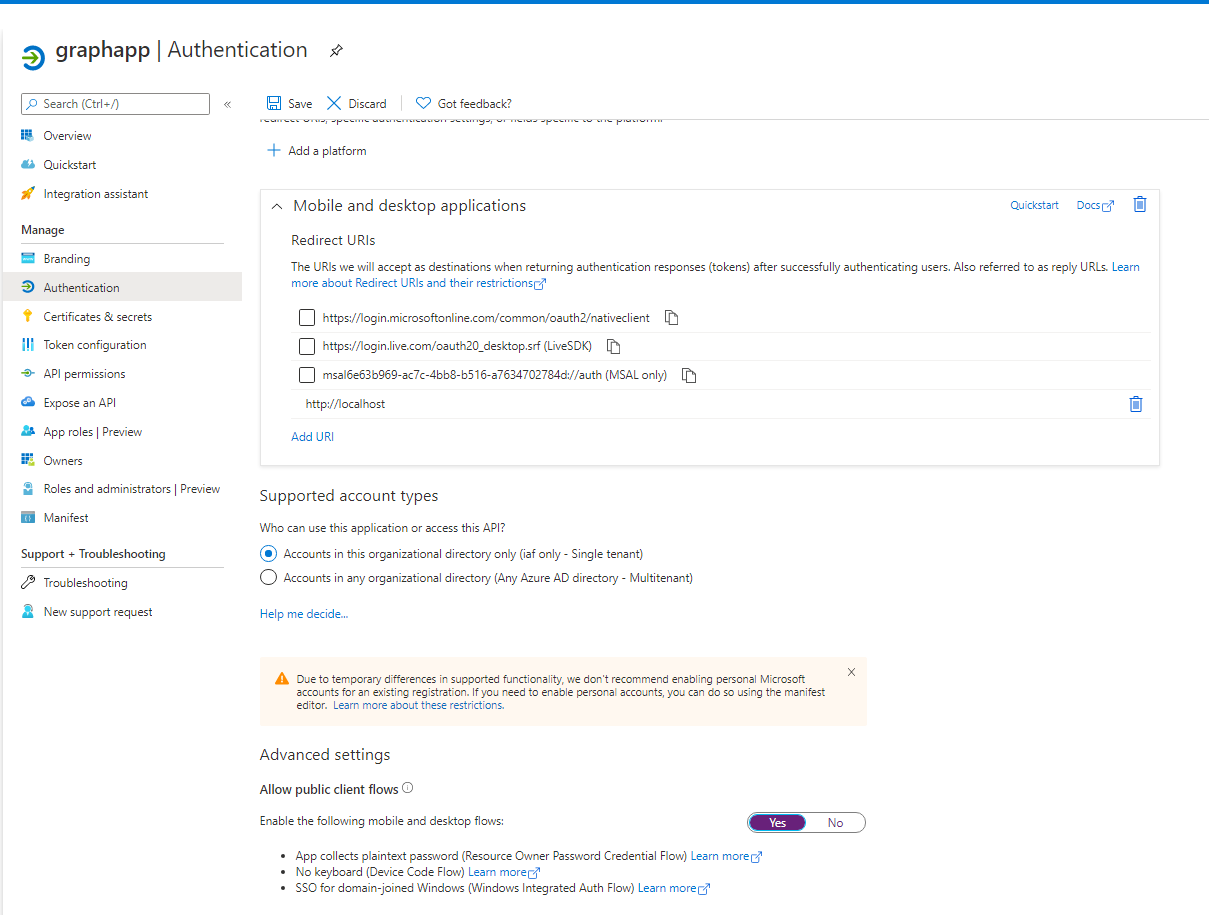 graphapp | Authentication
Search (Ctrl+/)
«
Overview
Quickstart
Integration assistant
Manage
Branding
Authentication
Certificates & secrets
Token configuration
API permissions
Expose an API
App roles | Preview
Owners
Roles and administrators | Preview
Manifest
Support + Troubleshooting
Troubleshooting
New support request
Save
Discard
Got feedback?
redirect URIs, specific authentication settings, or fields specific to the platform.
Add a platform
Mobile and desktop applications
Quickstart
Docs
Redirect URIs
The URIs we will accept as destinations when returning authentication responses (tokens) after successfully authenticating users. Also referred to as reply URLs. Learn
more about Redirect URIs and their restrictions
https://login.microsoftonline.com/common/oauth2/nativeclient
https://login.live.com/oauth20_desktop.srf (LiveSDK)
msal6e63b969-ac7c-4bb8-b516-a7634702784d://auth (MSAL only)
http://localhost
Add URI
Supported account types
Who can use this application or access this API?
Accounts in this organizational directory only (iaf only - Single tenant)
Accounts in any organizational directory (Any Azure AD directory - Multitenant)
Help me decide...
Due to temporary differences in supported functionality, we don't recommend enabling personal Microsoft
accounts for an existing registration. If you need to enable personal accounts, you can do so using the manifest
editor. Learn more about these restrictions.
Advanced settings
Allow public client flows
Enable the following mobile and desktop flows:
Yes
No
• App collects plaintext password (Resource Owner Password Credential Flow) Learn more
• No keyboard (Device Code Flow) Learn more
• SSO for domain-joined Windows (Windows Integrated Auth Flow) Learn more